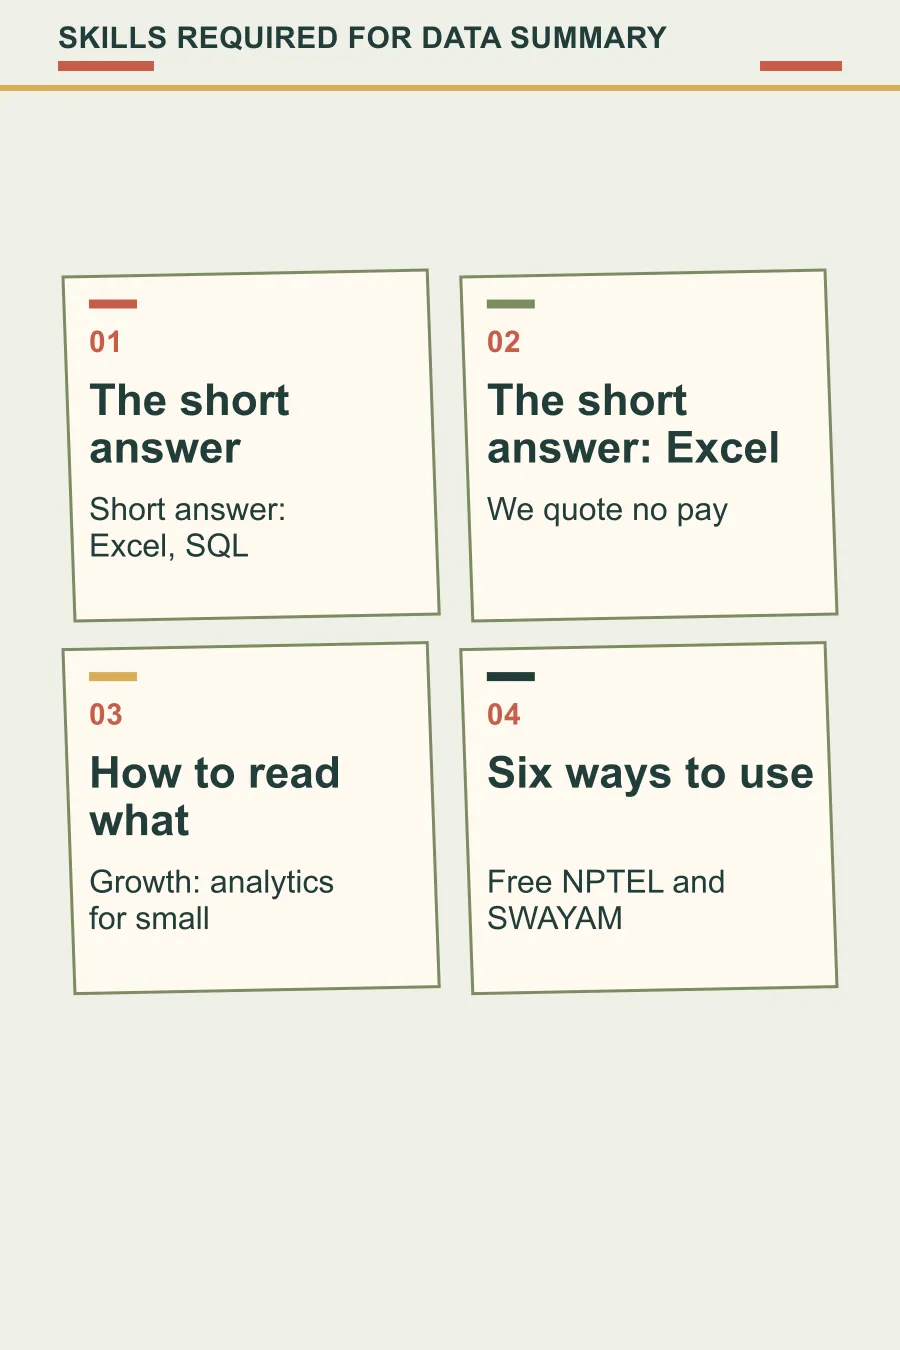 SKILLS REQUIRED FOR DATA SUMMARY
01
The short
answer
Short answer:
Excel, SQL
02
The short
answer: Excel
We quote no pay
03
How to read
what
Growth: analytics
for small
04
Six ways to use
Free NPTEL and
SWAYAM